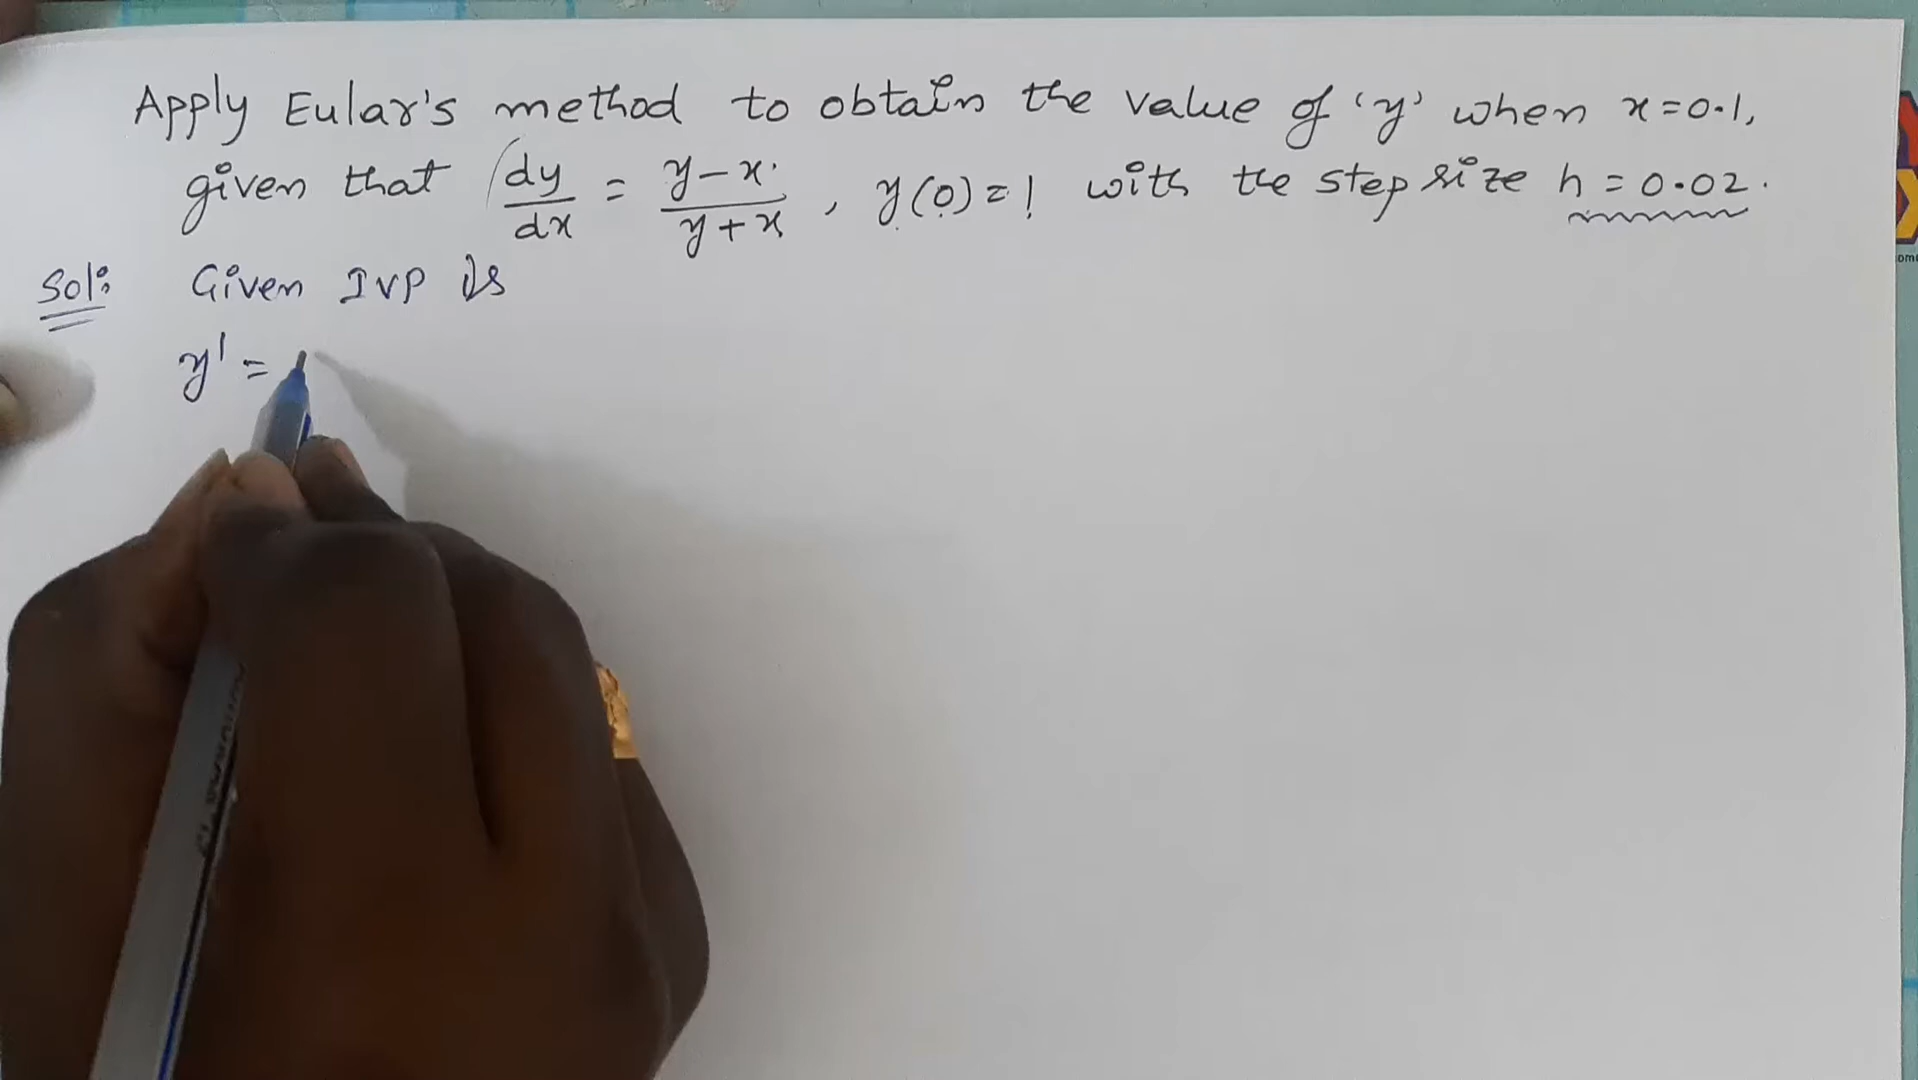 Apply Eular's method to obtain the value of 'y' when x=0.1,
given that dy/dx = y-x/y+x, y(0)=1 with the step size h=0.02.
Sol: Given IVP is
y' =